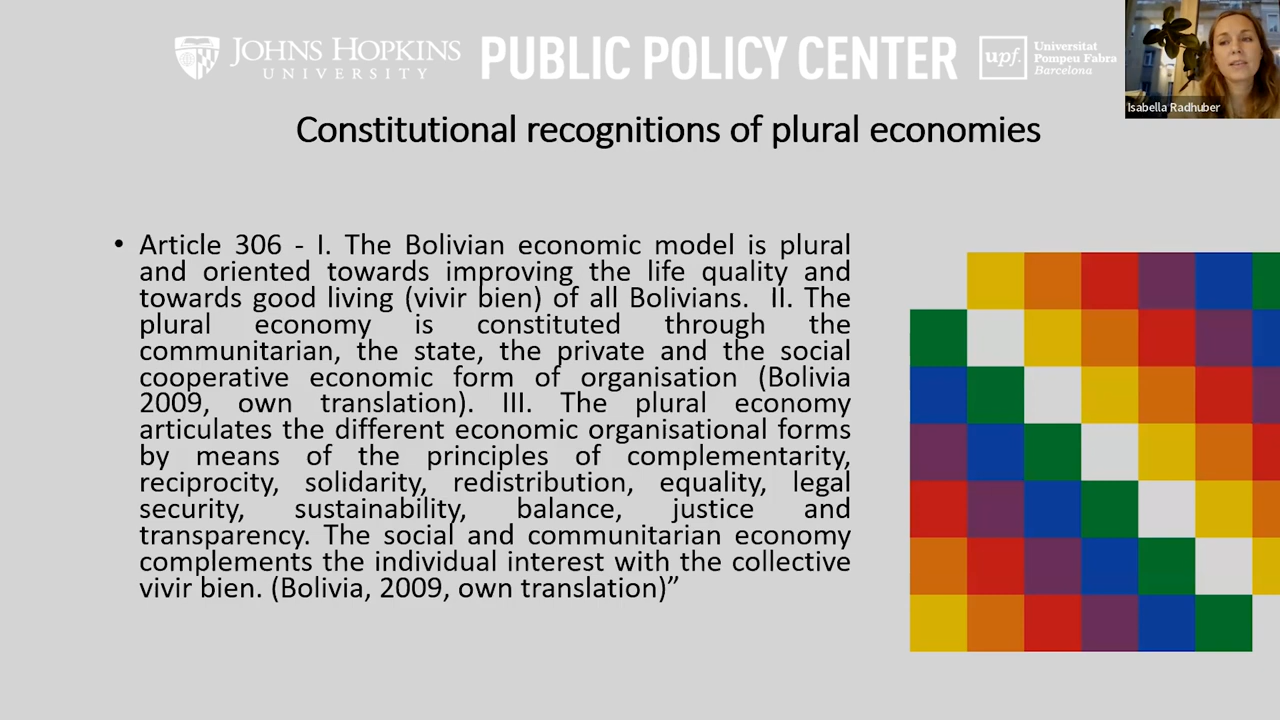 JOHNS HOPKINS
UNIVERSITY
PUBLIC POLICY CENTER
upf.
Universitat
Pompeu Fabra
Barcelona
Isabella Radhuber
Constitutional recognitions of plural economies
• Article 306 - I. The Bolivian economic model is plural
and oriented towards improving the life quality and
towards good living (vivir bien) of all Bolivians. II. The
plural economy is constituted through the
communitarian, the state, the private and the social
cooperative economic form of organisation (Bolivia
2009, own translation). III. The plural economy
articulates the different economic organisational forms
by means of the principles of complementarity,
reciprocity, solidarity, redistribution, equality, legal
security, sustainability, balance, justice and
transparency. The social and communitarian economy
complements the individual interest with the collective
vivir bien. (Bolivia, 2009, own translation)”